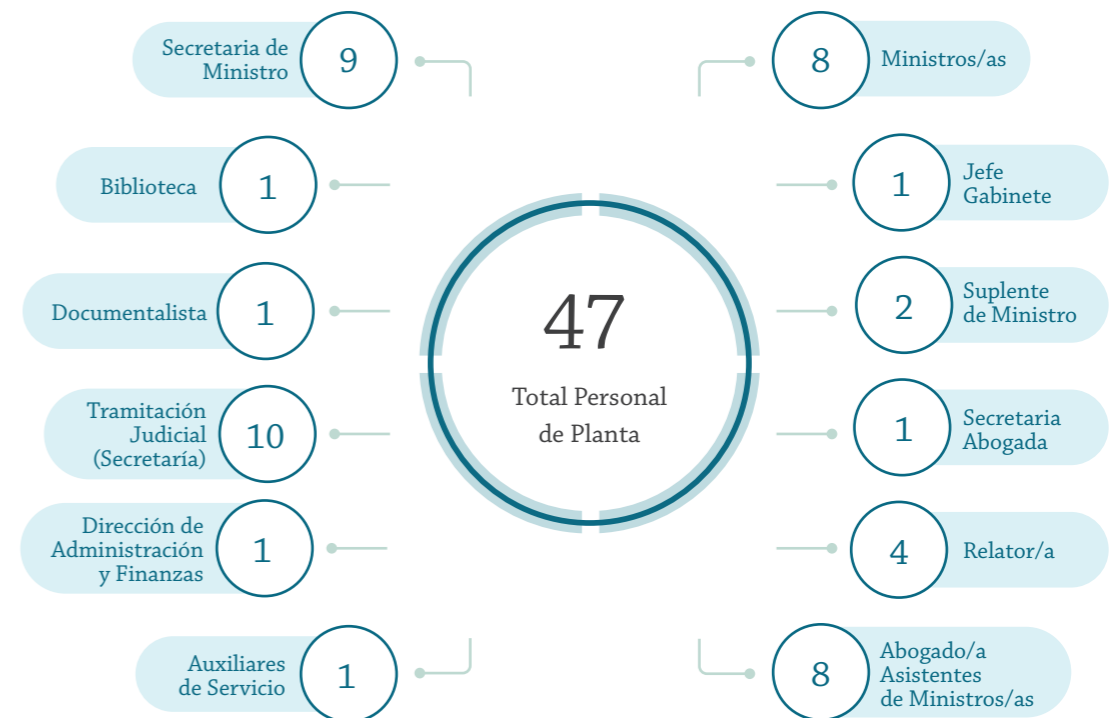 Secretaria de
Ministro
9
Biblioteca
1
Documentalista
1
Tramitación
Judicial
(Secretaría)
10
Dirección de
Administración
y Finanzas
1
Auxiliares
de Servicio
1
47
Total Personal
de Planta
8
Ministros/as
1
Jefe
Gabinete
2
Suplente
de Ministro
1
Secretaria
Abogada
4
Relator/a
8
Abogado/a
Asistentes
de Ministros/as